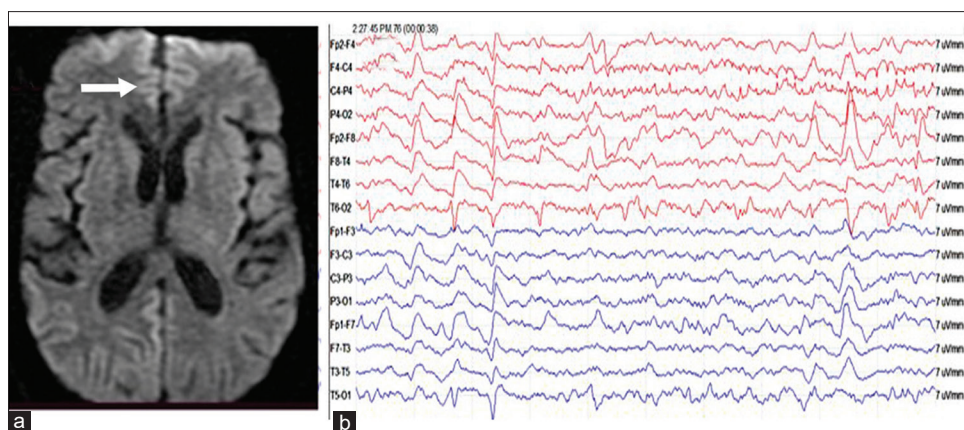 a
b
2:27:45 PM.76 (00:00:38)
Fp2-F4 7 uVmm
F4-C4 7 uVmm
C4-P4 7 uVmm
P4-O2 7 uVmm
Fp2-F8 7 uVmm
F8-T4 7 uVmm
T4-T6 7 uVmm
T6-O2 7 uVmm
Fp1-F3 7 uVmm
F3-C3 7 uVmm
C3-P3 7 uVmm
P3-O1 7 uVmm
Fp1-F7 7 uVmm
F7-T3 7 uVmm
T3-T5 7 uVmm
T5-O1 7 uVmm